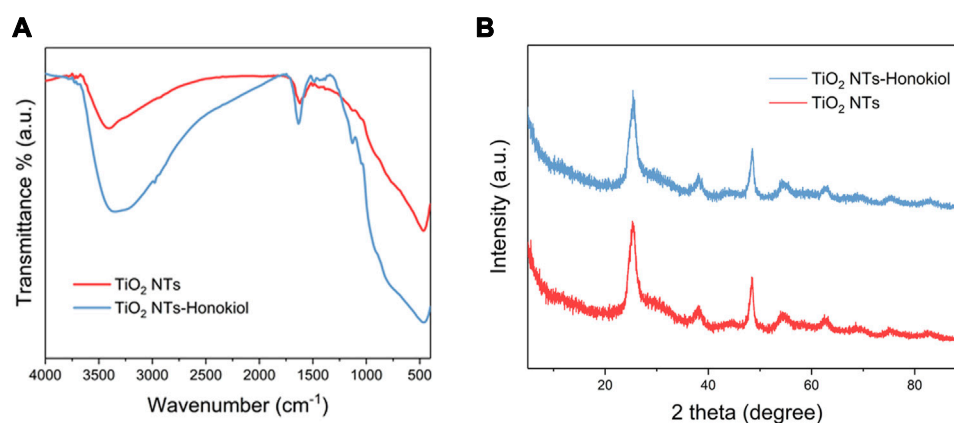 A
Transmittance % (a.u.)
TiO₂ NTs
TiO₂ NTs-Honokiol
4000 3500 3000 2500 2000 1500 1000 500
Wavenumber (cm⁻¹)
B
Intensity (a.u.)
TiO₂ NTs-Honokiol
TiO₂ NTs
20 40 60 80
2 theta (degree)